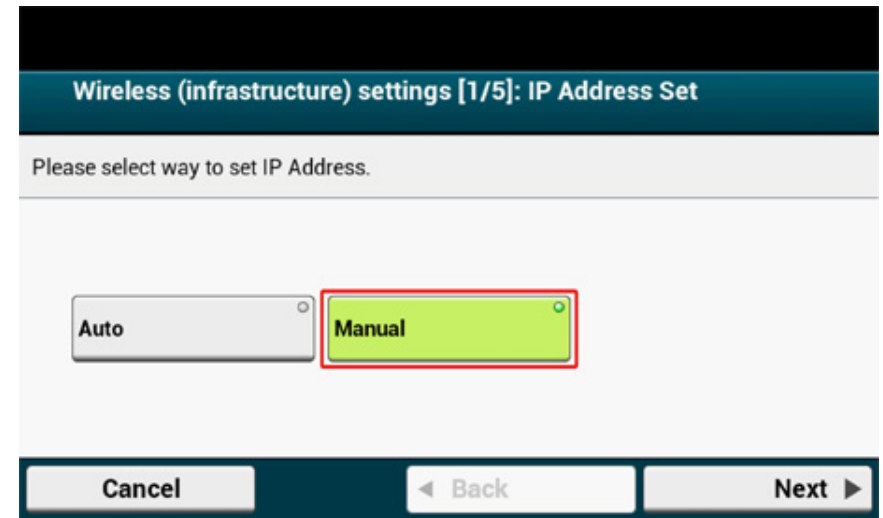 Wireless (infrastructure) settings [1/5]: IP Address Set
Please select way to set IP Address.
Auto
Manual
Cancel
Back
Next